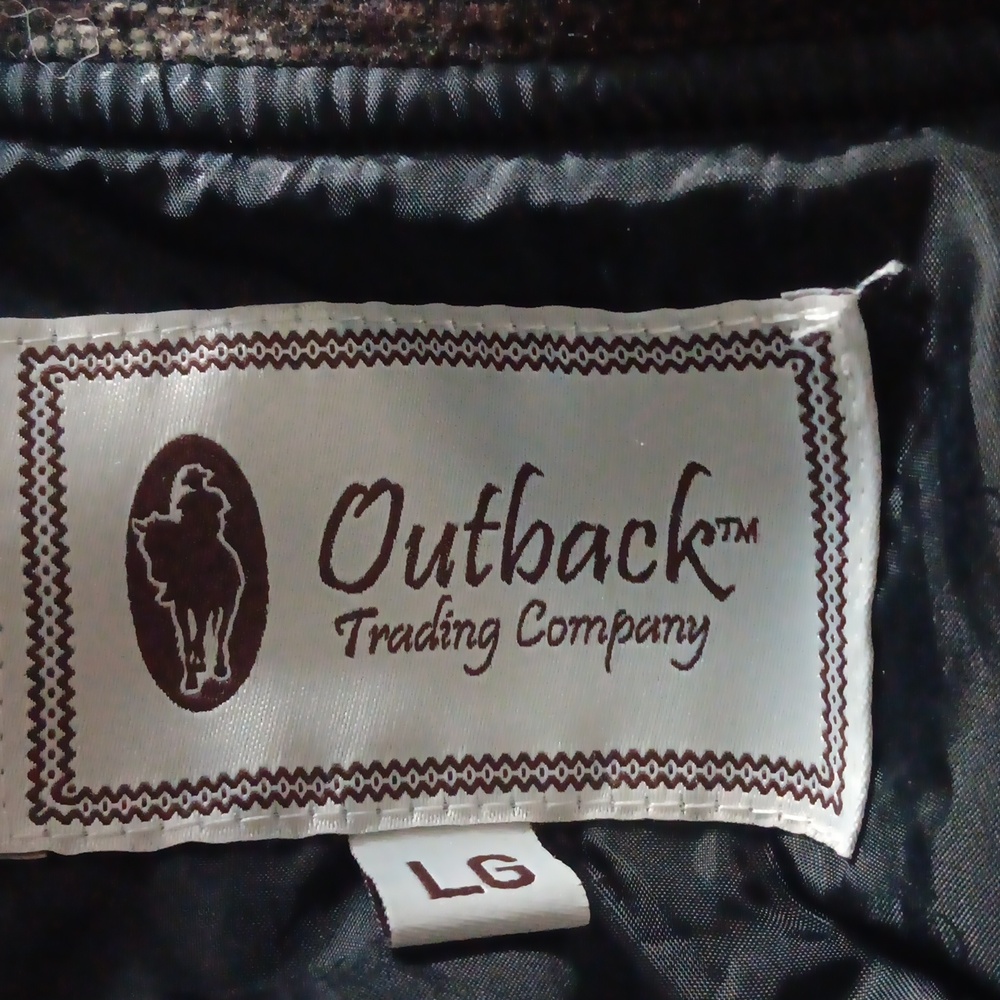 Outback™
Trading Company
LG